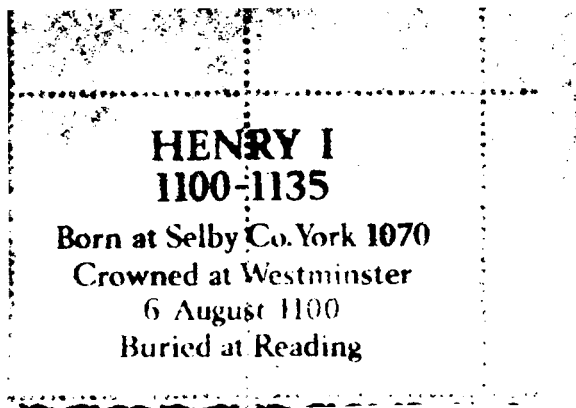 HENRY I
1100-1135
Born at Selby Co. York 1070
Crowned at Westminster
6 August 1100
Buried at Reading